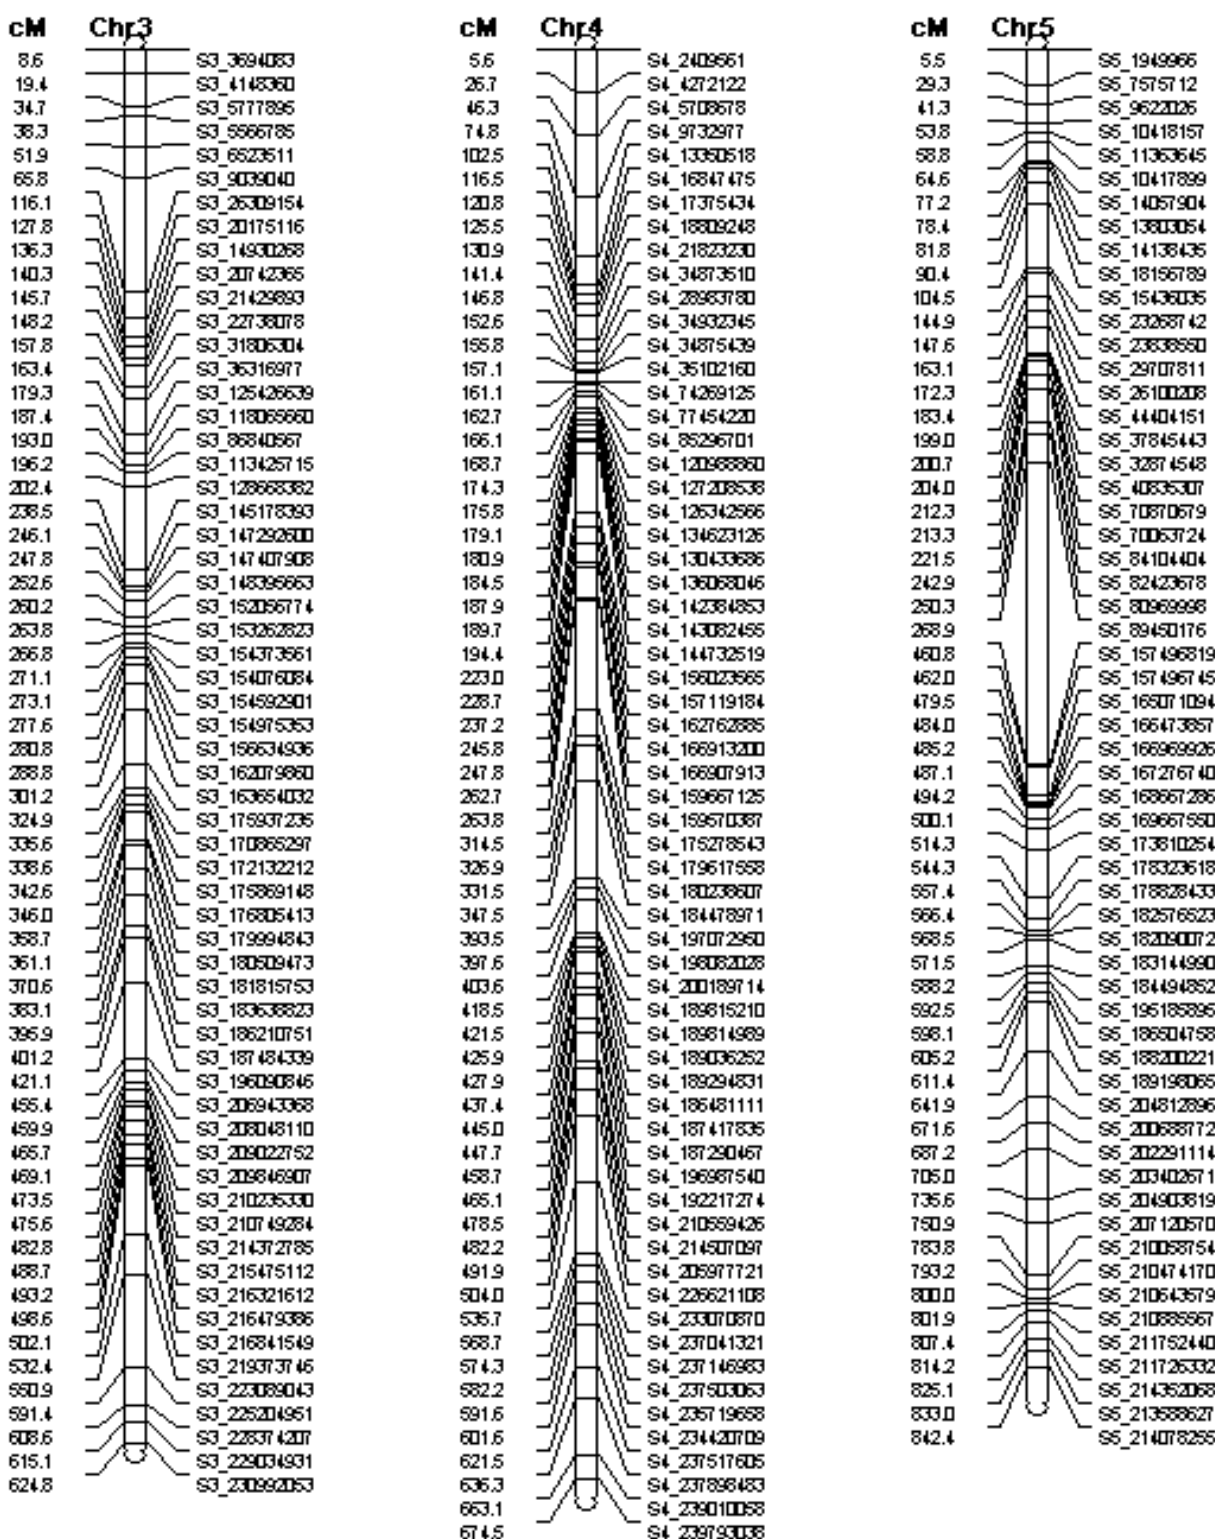 cM Chr3
8.6 S3_3694083
19.4 S3_4148360
34.7 S3_5777895
38.3 S3_5566785
51.9 S3_6523511
65.8 S3_9039040
116.1 S3_26309154
127.8 S3_20175116
136.3 S3_14930268
140.3 S3_20742365
145.7 S3_21429893
148.2 S3_22738078
157.8 S3_31806304
163.4 S3_36316977
179.3 S3_125426639
187.4 S3_118065660
193.0 S3_86840567
196.2 S3_113425715
202.4 S3_128668382
238.5 S3_145178393
246.1 S3_147292600
247.8 S3_147407908
252.6 S3_148395663
260.2 S3_152056774
263.8 S3_153262823
266.8 S3_154373561
271.1 S3_154076084
273.1 S3_154592901
277.6 S3_154975353
280.8 S3_156634936
288.8 S3_162079860
301.2 S3_163654032
324.9 S3_175937235
335.6 S3_170865297
338.6 S3_172132212
342.6 S3_175869148
346.0 S3_176805413
358.7 S3_179994843
361.1 S3_180509473
370.6 S3_181815753
383.1 S3_183638823
395.9 S3_186210751
401.2 S3_187484339
421.1 S3_196090846
455.4 S3_206943368
459.9 S3_208048110
465.7 S3_209022752
469.1 S3_209846907
473.5 S3_210235330
475.6 S3_210749284
482.8 S3_214372785
488.7 S3_215475112
493.2 S3_216321612
498.6 S3_216479386
502.1 S3_216841549
532.4 S3_219373746
550.9 S3_223089043
591.4 S3_225204951
608.6 S3_228374207
615.1 S3_229034931
624.8 S3_230992053
cM Chr4
5.6 S4_2409561
26.7 S4_4272122
46.3 S4_5708678
74.8 S4_9732977
102.5 S4_13350518
116.5 S4_16847475
120.8 S4_17375434
125.5 S4_18809248
130.9 S4_21823230
141.4 S4_34873510
146.8 S4_28983780
152.6 S4_34932345
155.8 S4_34875439
157.1 S4_35102160
161.1 S4_74269125
162.7 S4_77454220
166.1 S4_85296701
168.7 S4_120988860
174.3 S4_127208538
175.8 S4_126342566
179.1 S4_134623126
180.9 S4_130433686
184.5 S4_136068046
187.9 S4_142384853
189.7 S4_143082455
194.4 S4_144732519
223.0 S4_156023565
228.7 S4_157119184
237.2 S4_162762885
245.8 S4_166913200
247.8 S4_166907913
262.7 S4_159667125
263.8 S4_159570387
314.5 S4_175278543
326.9 S4_179617558
331.5 S4_180238607
347.5 S4_184478971
393.5 S4_197072950
397.6 S4_198082028
403.6 S4_200189714
418.5 S4_189815210
421.5 S4_189814989
425.9 S4_189036252
427.9 S4_189294831
437.4 S4_186481111
445.0 S4_187417835
447.7 S4_187290467
458.7 S4_196987540
465.1 S4_192217274
478.5 S4_210559426
482.2 S4_214507097
491.9 S4_205977721
504.0 S4_226621108
535.7 S4_233070870
568.7 S4_237041321
574.3 S4_237146983
582.2 S4_237503063
591.6 S4_235719658
601.6 S4_234420709
621.5 S4_237517605
636.3 S4_237898483
663.1 S4_239010058
674.5 S4_239793038
cM Chr5
5.5 S5_1949966
29.3 S5_7575712
41.3 S5_9622026
53.8 S5_10418157
58.8 S5_11363645
64.6 S5_10417899
77.2 S5_14057904
78.4 S5_13803054
81.8 S5_14138435
90.4 S5_18156789
104.5 S5_15436035
144.9 S5_23268742
147.6 S5_23838550
163.1 S5_29707811
172.3 S5_26100208
183.4 S5_44404151
199.0 S5_37845443
200.7 S5_32874548
204.0 S5_40835307
212.3 S5_70870679
213.3 S5_70063724
221.5 S5_84104404
242.9 S5_82423678
250.3 S5_80969998
268.9 S5_89450176
460.8 S5_157496819
462.0 S5_157496745
479.5 S5_165071094
484.0 S5_166473857
485.2 S5_166969926
487.1 S5_167276740
494.2 S5_168667286
500.1 S5_169667550
514.3 S5_173810254
544.3 S5_178323618
557.4 S5_178828433
566.4 S5_182576523
568.5 S5_182090072
571.5 S5_183144990
588.2 S5_184494852
592.5 S5_195185895
598.1 S5_186504758
605.2 S5_188200221
611.4 S5_189198065
641.9 S5_204812896
671.6 S5_200688772
687.2 S5_202291114
705.0 S5_203402671
735.6 S5_204903819
750.9 S5_207120570
783.8 S5_210058754
793.2 S5_210474170
800.0 S5_210643579
801.9 S5_210885567
807.4 S5_211752440
814.2 S5_211726332
825.1 S5_214352068
833.0 S5_213588627
842.4 S5_214078255